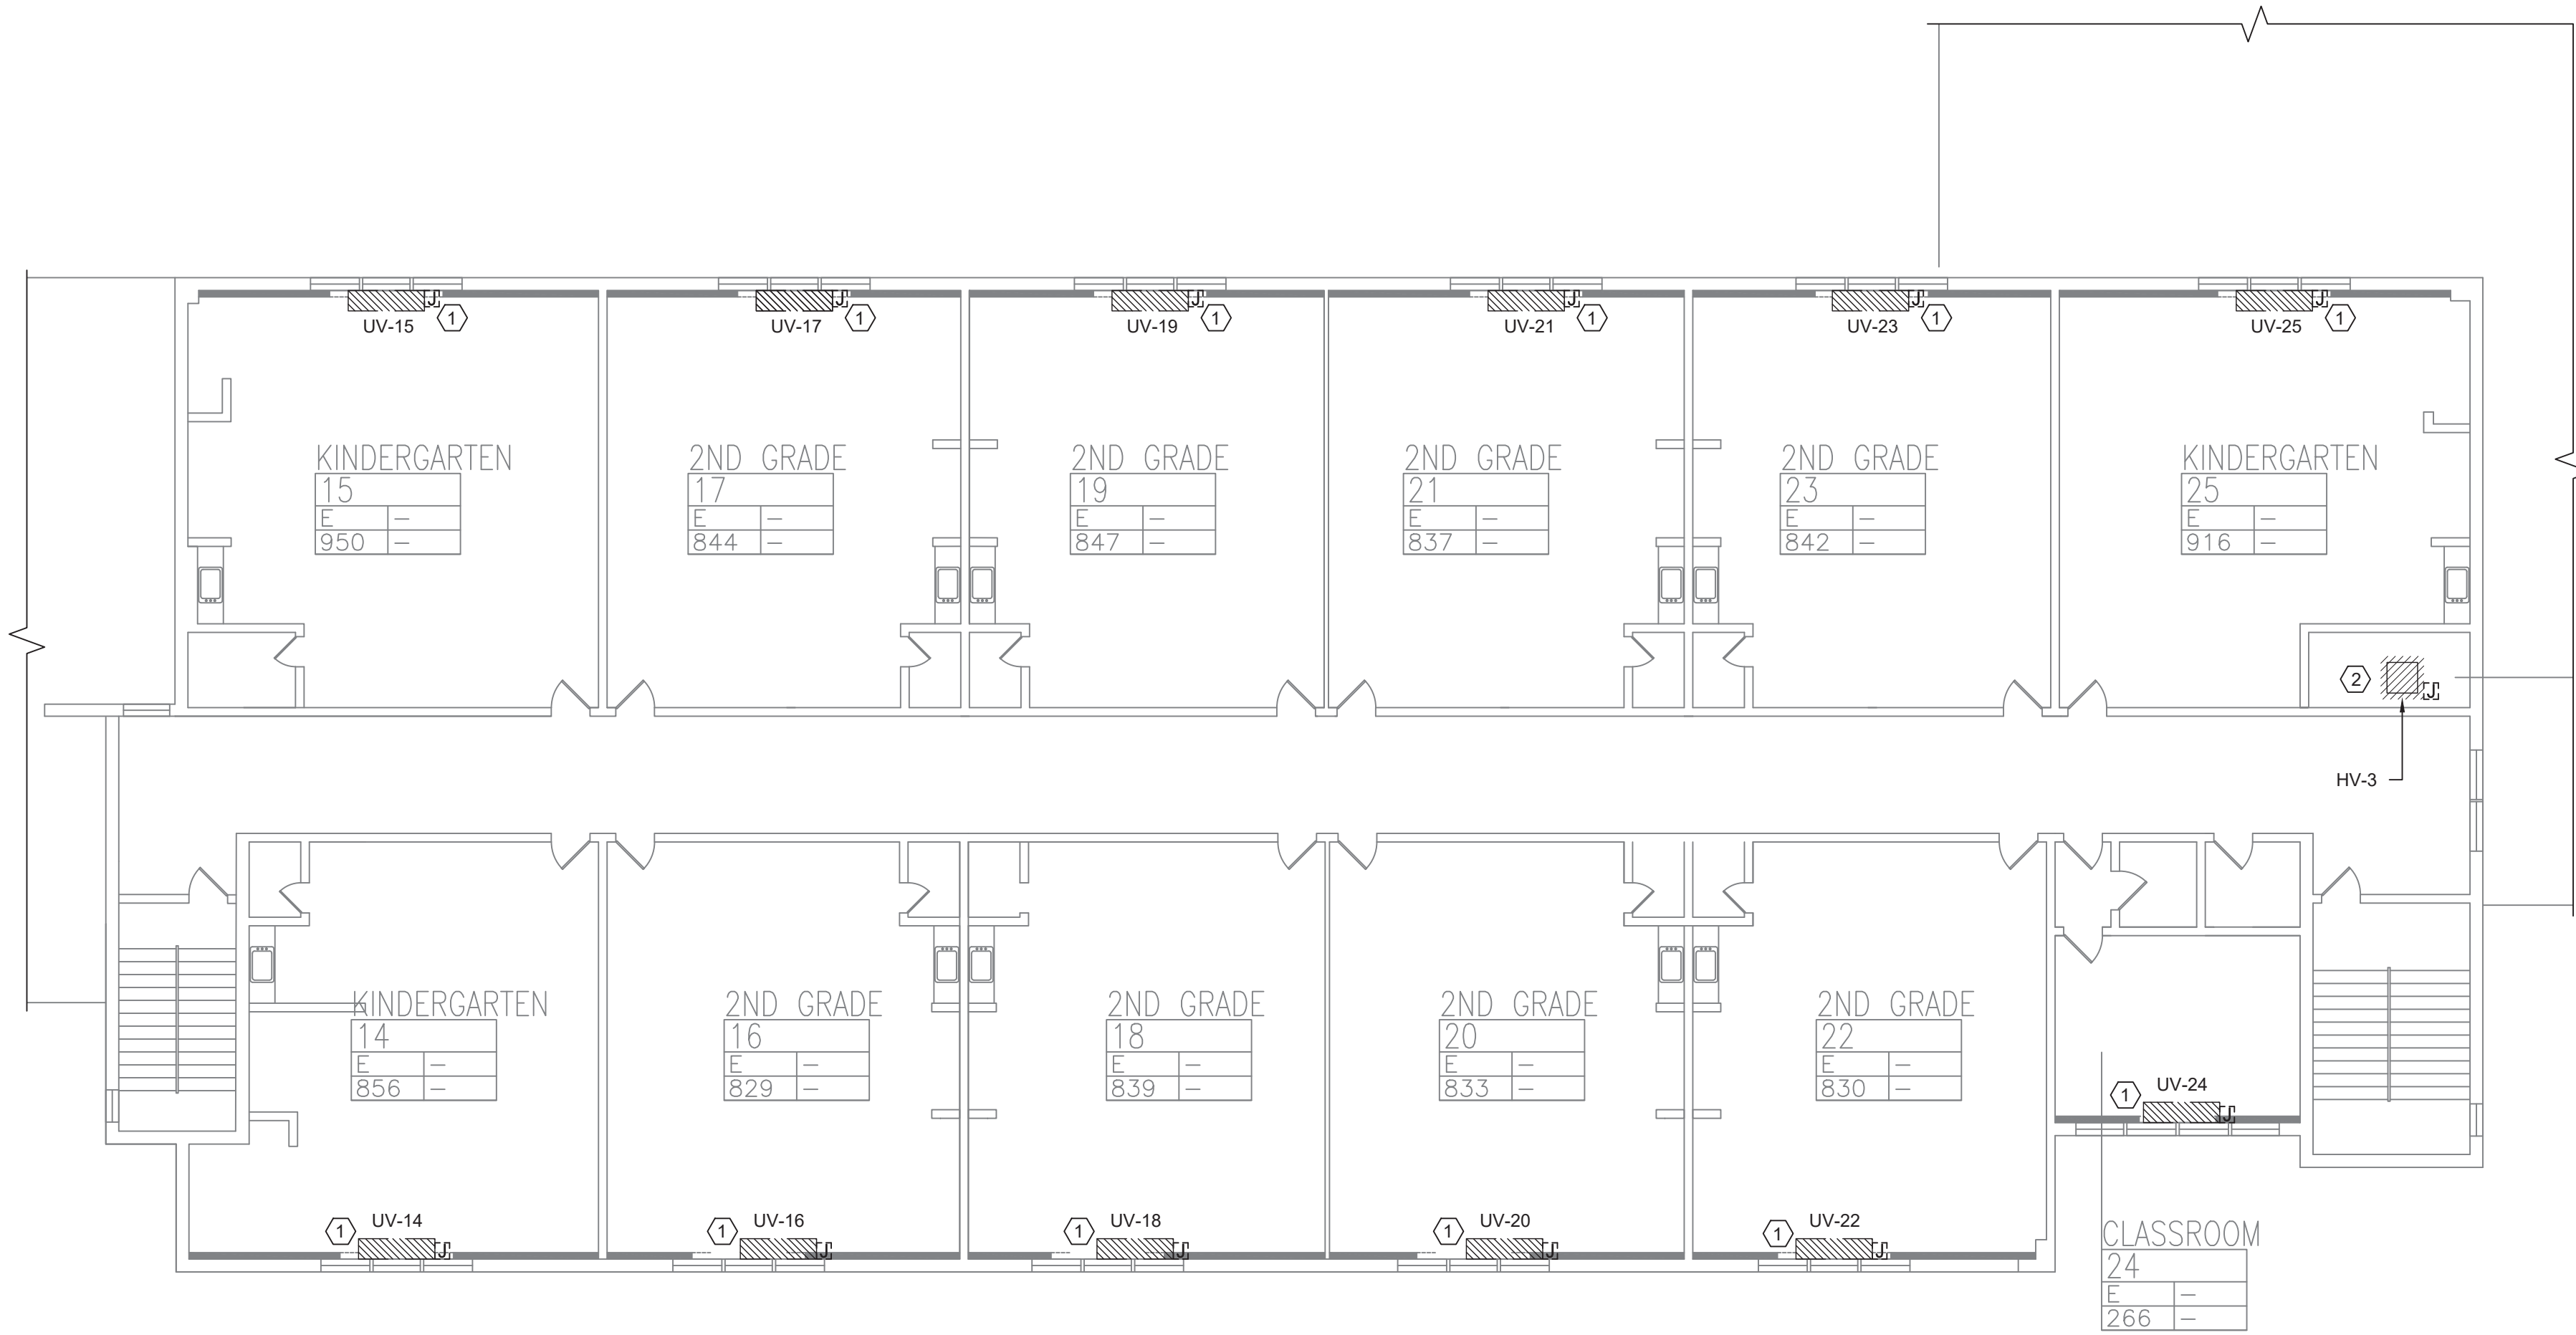 UV-15 1
UV-17 1
UV-19 1
UV-21 1
UV-23 1
UV-25 1
J
J
J
J
J
J
KINDERGARTEN
15
E –
950 –
2ND GRADE
17
E –
844 –
2ND GRADE
19
E –
847 –
2ND GRADE
21
E –
837 –
2ND GRADE
23
E –
842 –
KINDERGARTEN
25
E –
916 –
2
J
HV-3
KINDERGARTEN
14
E –
856 –
2ND GRADE
16
E –
829 –
2ND GRADE
18
E –
839 –
2ND GRADE
20
E –
833 –
2ND GRADE
22
E –
830 –
1 UV-24
J
1 UV-14
J
1 UV-16
J
1 UV-18
J
1 UV-20
J
1 UV-22
J
CLASSROOM
24
E –
266 –